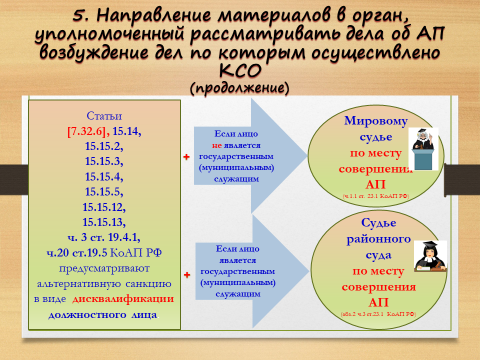 5. Направление материалов в орган,
уполномоченный рассматривать дела об АП
возбуждение дел по которым осуществлено
КСО
(продолжение)
Статьи
[7.32.6], 15.14,
15.15.2,
15.15.3,
15.15.4,
15.15.5,
15.15.12,
15.15.13,
ч. 3 ст. 19.4.1,
ч.20 ст.19.5 КоАП РФ
предусматривают
альтернативную санкцию
в виде дисквалификации
должностного лица
+
Если лицо
не является
государственным
(муниципальным)
служащим
Мировому
судье
по месту
совершения
АП
(ч.1.1 ст. 23.1 КоАП РФ)
+
Если лицо
является
государственным
(муниципальным)
служащим
Судье
районного
суда
по месту
совершения
АП
(абз.2 ч.3 ст.23.1 КоАП РФ)